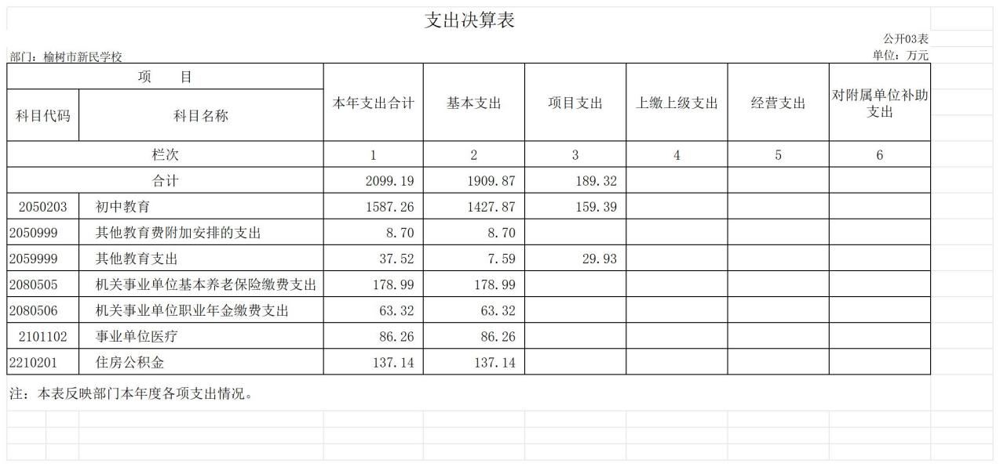 支出决算表
公开03表
部门：榆树市新民学校 单位：万元
项 目 本年支出合计 基本支出 项目支出 上缴上级支出 经营支出 对附属单位补助
支出
科目代码 科目名称
栏次 1 2 3 4 5 6
合计 2099.19 1909.87 189.32
2050203 初中教育 1587.26 1427.87 159.39
2050999 其他教育费附加安排的支出 8.70 8.70
2059999 其他教育支出 37.52 7.59 29.93
2080505 机关事业单位基本养老保险缴费支出 178.99 178.99
2080506 机关事业单位职业年金缴费支出 63.32 63.32
2101102 事业单位医疗 86.26 86.26
2210201 住房公积金 137.14 137.14
注：本表反映部门本年度各项支出情况。